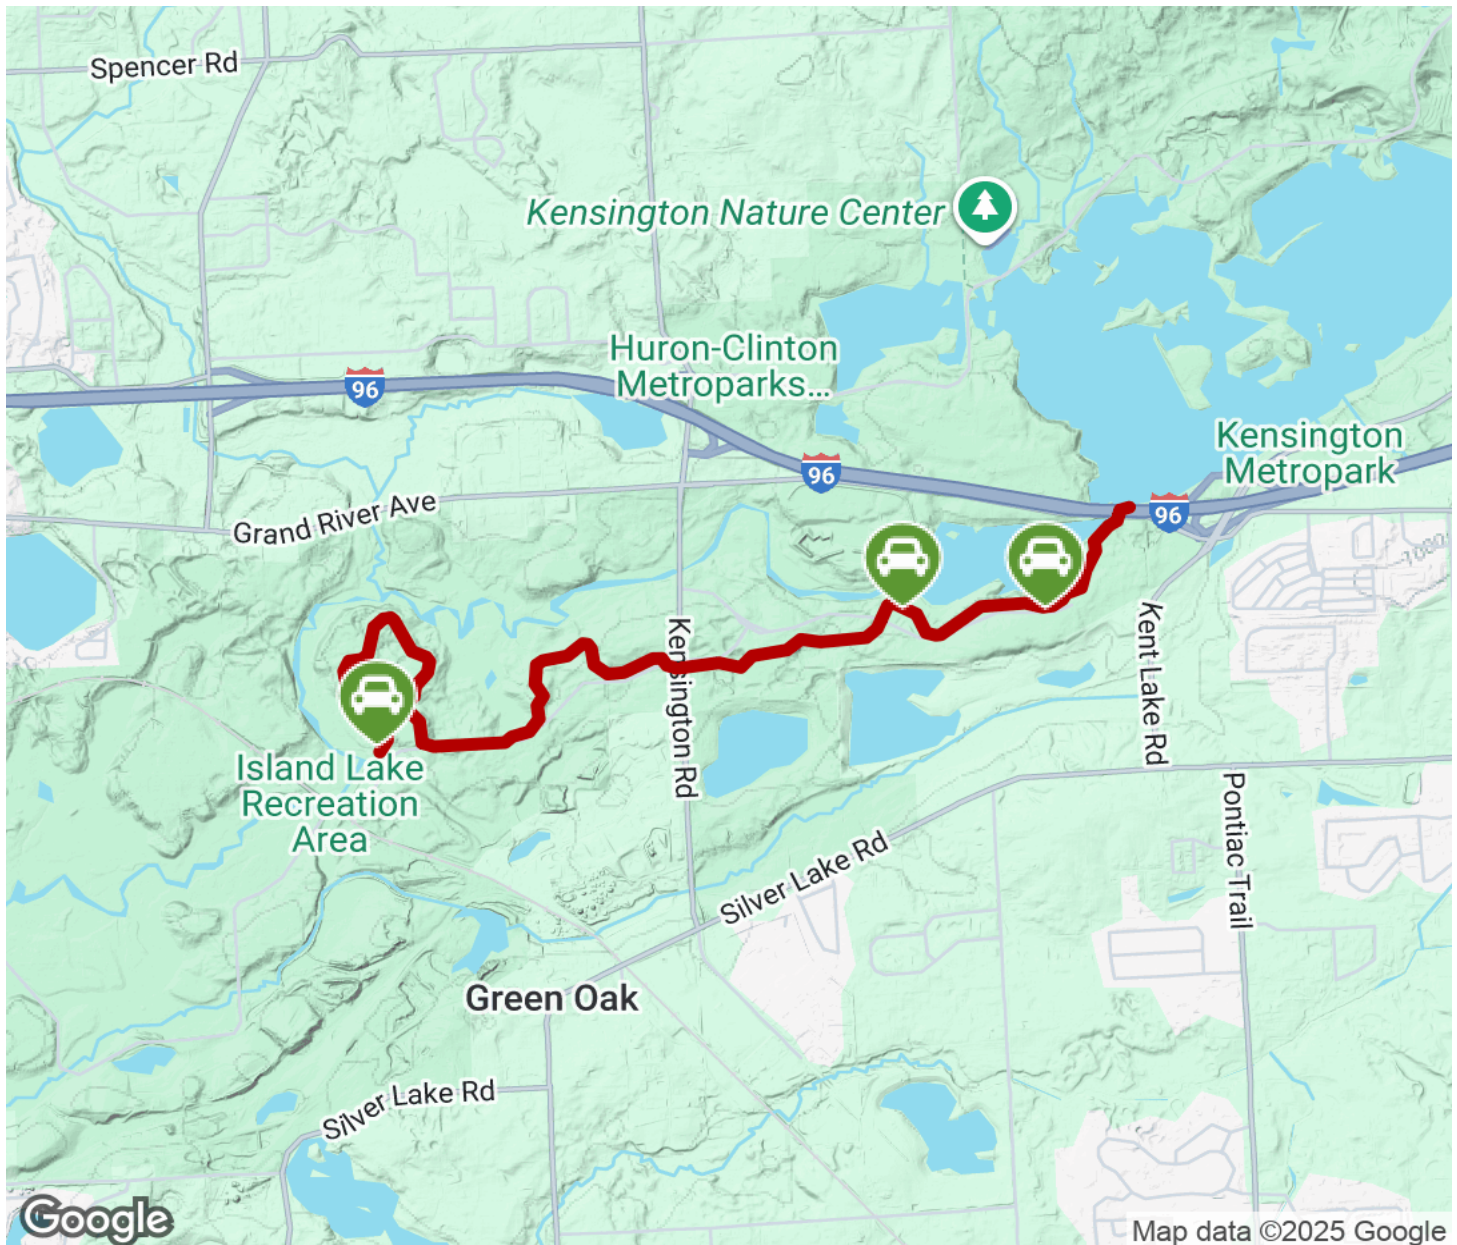 Spencer Rd
Kensington Nature Center
Huron-Clinton
Metroparks...
96
96
Kensington
Metropark
96
Grand River Ave
Kensington Rd
Kent Lake Rd
Island Lake
Recreation
Area
Pontiac Trail
Silver Lake Rd
Green Oak
Silver Lake Rd
Google
Map data ©2025 Google